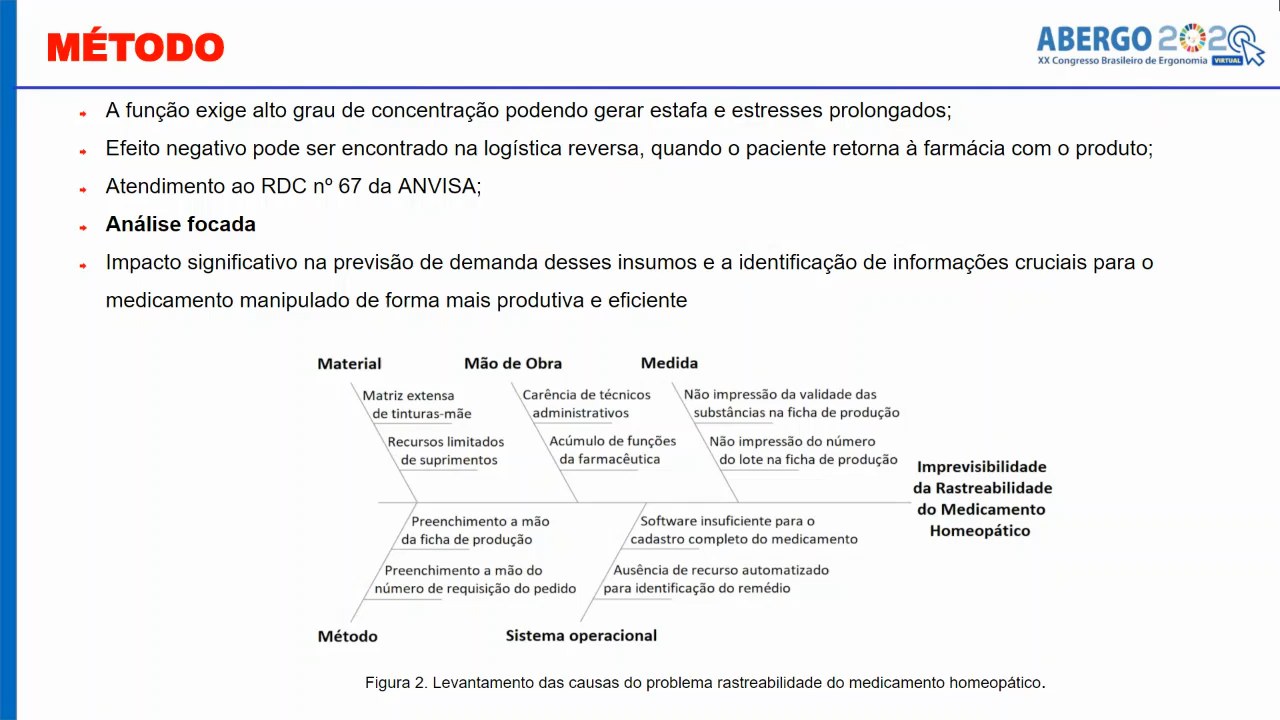 MÉTODO
ABERGO 2020
XX Congresso Brasileiro de Ergonomia VIRTUAL
A função exige alto grau de concentração podendo gerar estafa e estresses prolongados;
Efeito negativo pode ser encontrado na logística reversa, quando o paciente retorna à farmácia com o produto;
Atendimento ao RDC nº 67 da ANVISA;
Análise focada
Impacto significativo na previsão de demanda desses insumos e a identificação de informações cruciais para o
medicamento manipulado de forma mais produtiva e eficiente
Material
Matriz extensa
de tinturas-mãe
Recursos limitados
de suprimentos
Mão de Obra
Carência de técnicos
administrativos
Acúmulo de funções
da farmacêutica
Medida
Não impressão da validade das
substâncias na ficha de produção
Não impressão do número
do lote na ficha de produção
Imprevisibilidade
da Rastreabilidade
do Medicamento
Homeopático
Preenchimento a mão
da ficha de produção
Preenchimento a mão do
número de requisição do pedido
Método
Software insuficiente para o
cadastro completo do medicamento
Ausência de recurso automatizado
para identificação do remédio
Sistema operacional
Figura 2. Levantamento das causas do problema rastreabilidade do medicamento homeopático.